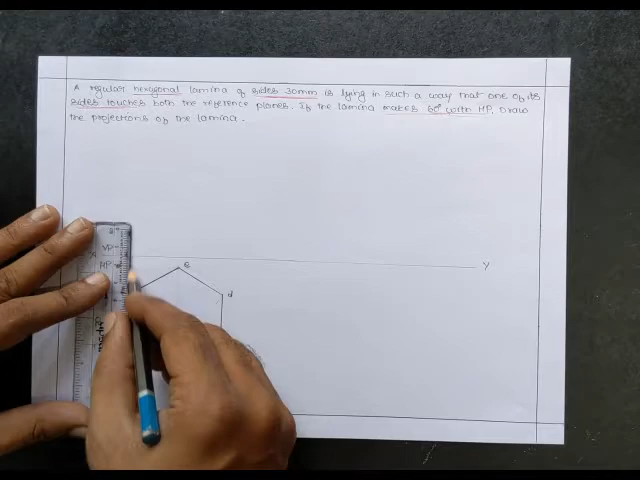 A regular hexagonal lamina of sides 30mm is lying in such a way that one of its
sides touches both the reference planes. If the lamina makes 60° with HP, Draw
the projections of the lamina.
VP
HP
Y
e
d